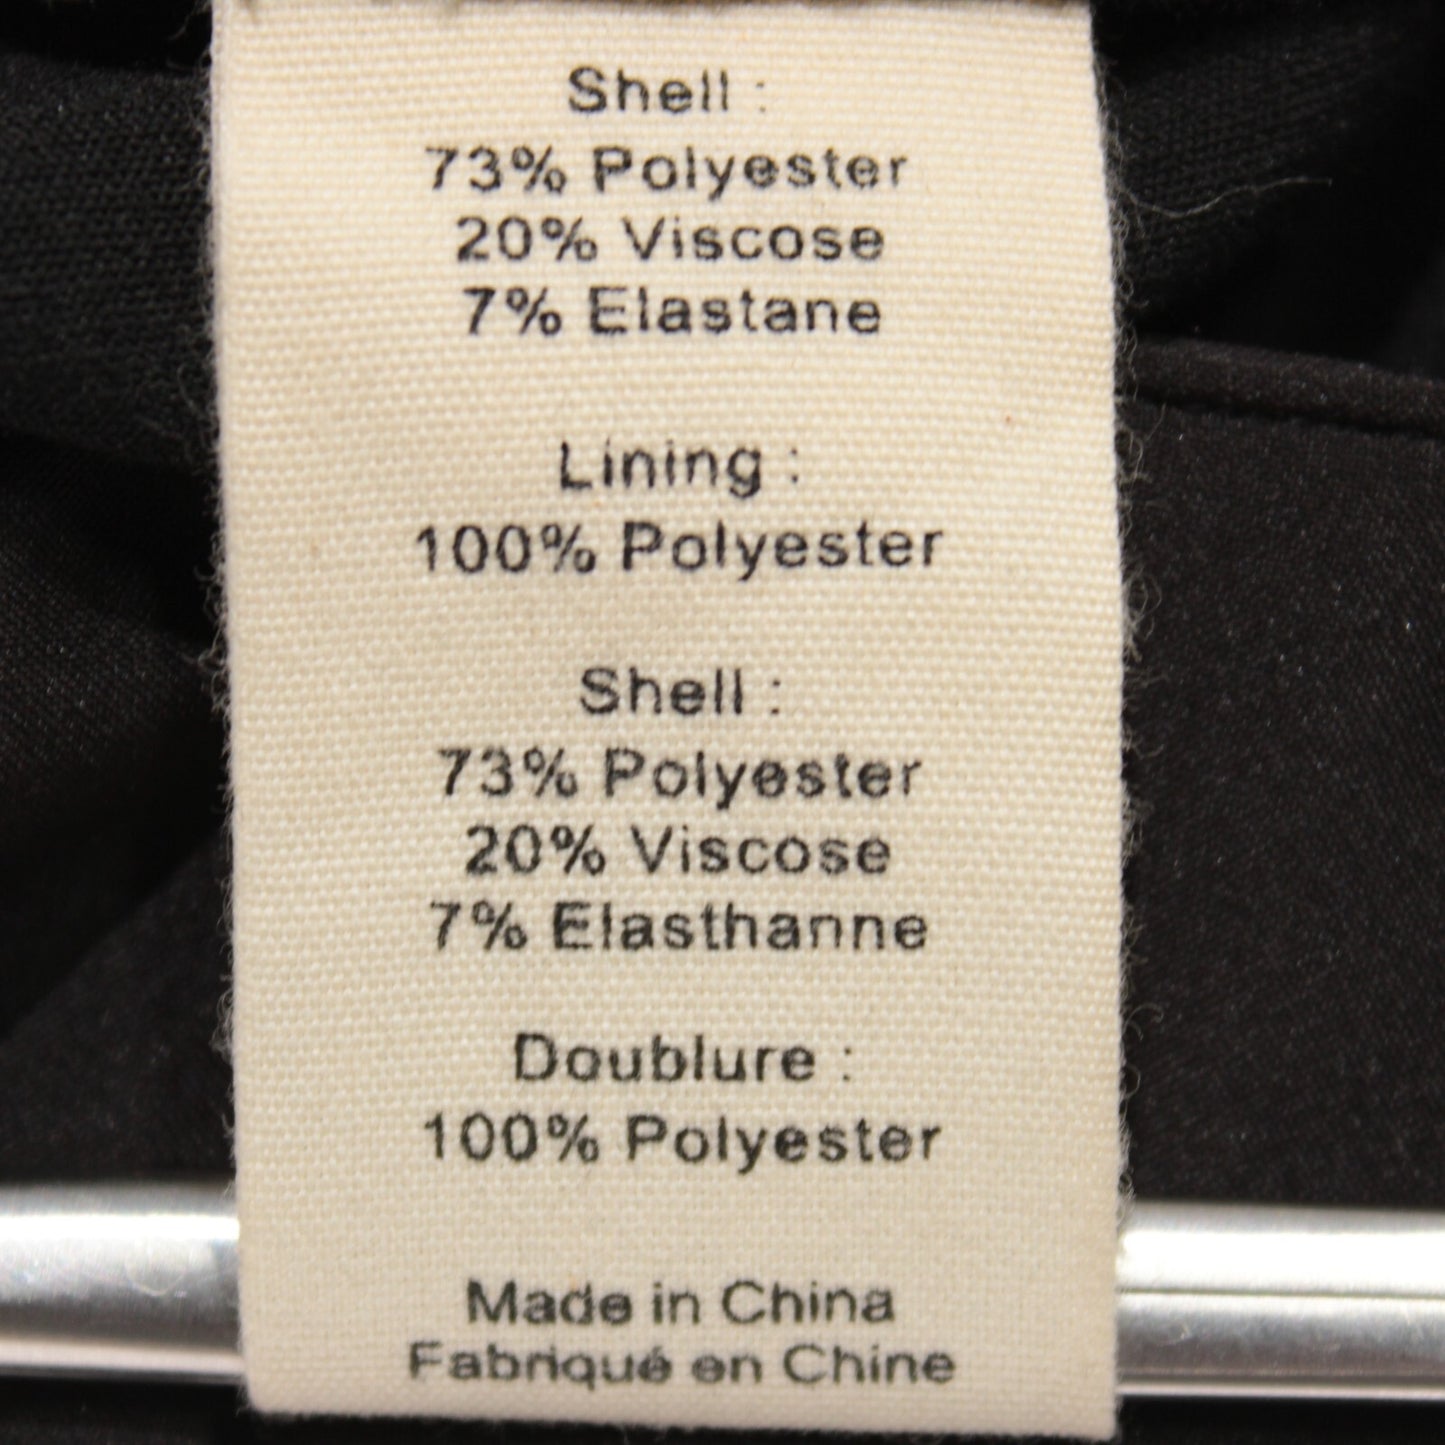 Shell :
73% Polyester
20% Viscose
7% Elastane
Lining :
100% Polyester
Shell :
73% Polyester
20% Viscose
7% Elasthanne
Doublure :
100% Polyester
Made in China
Fabriqué en Chine